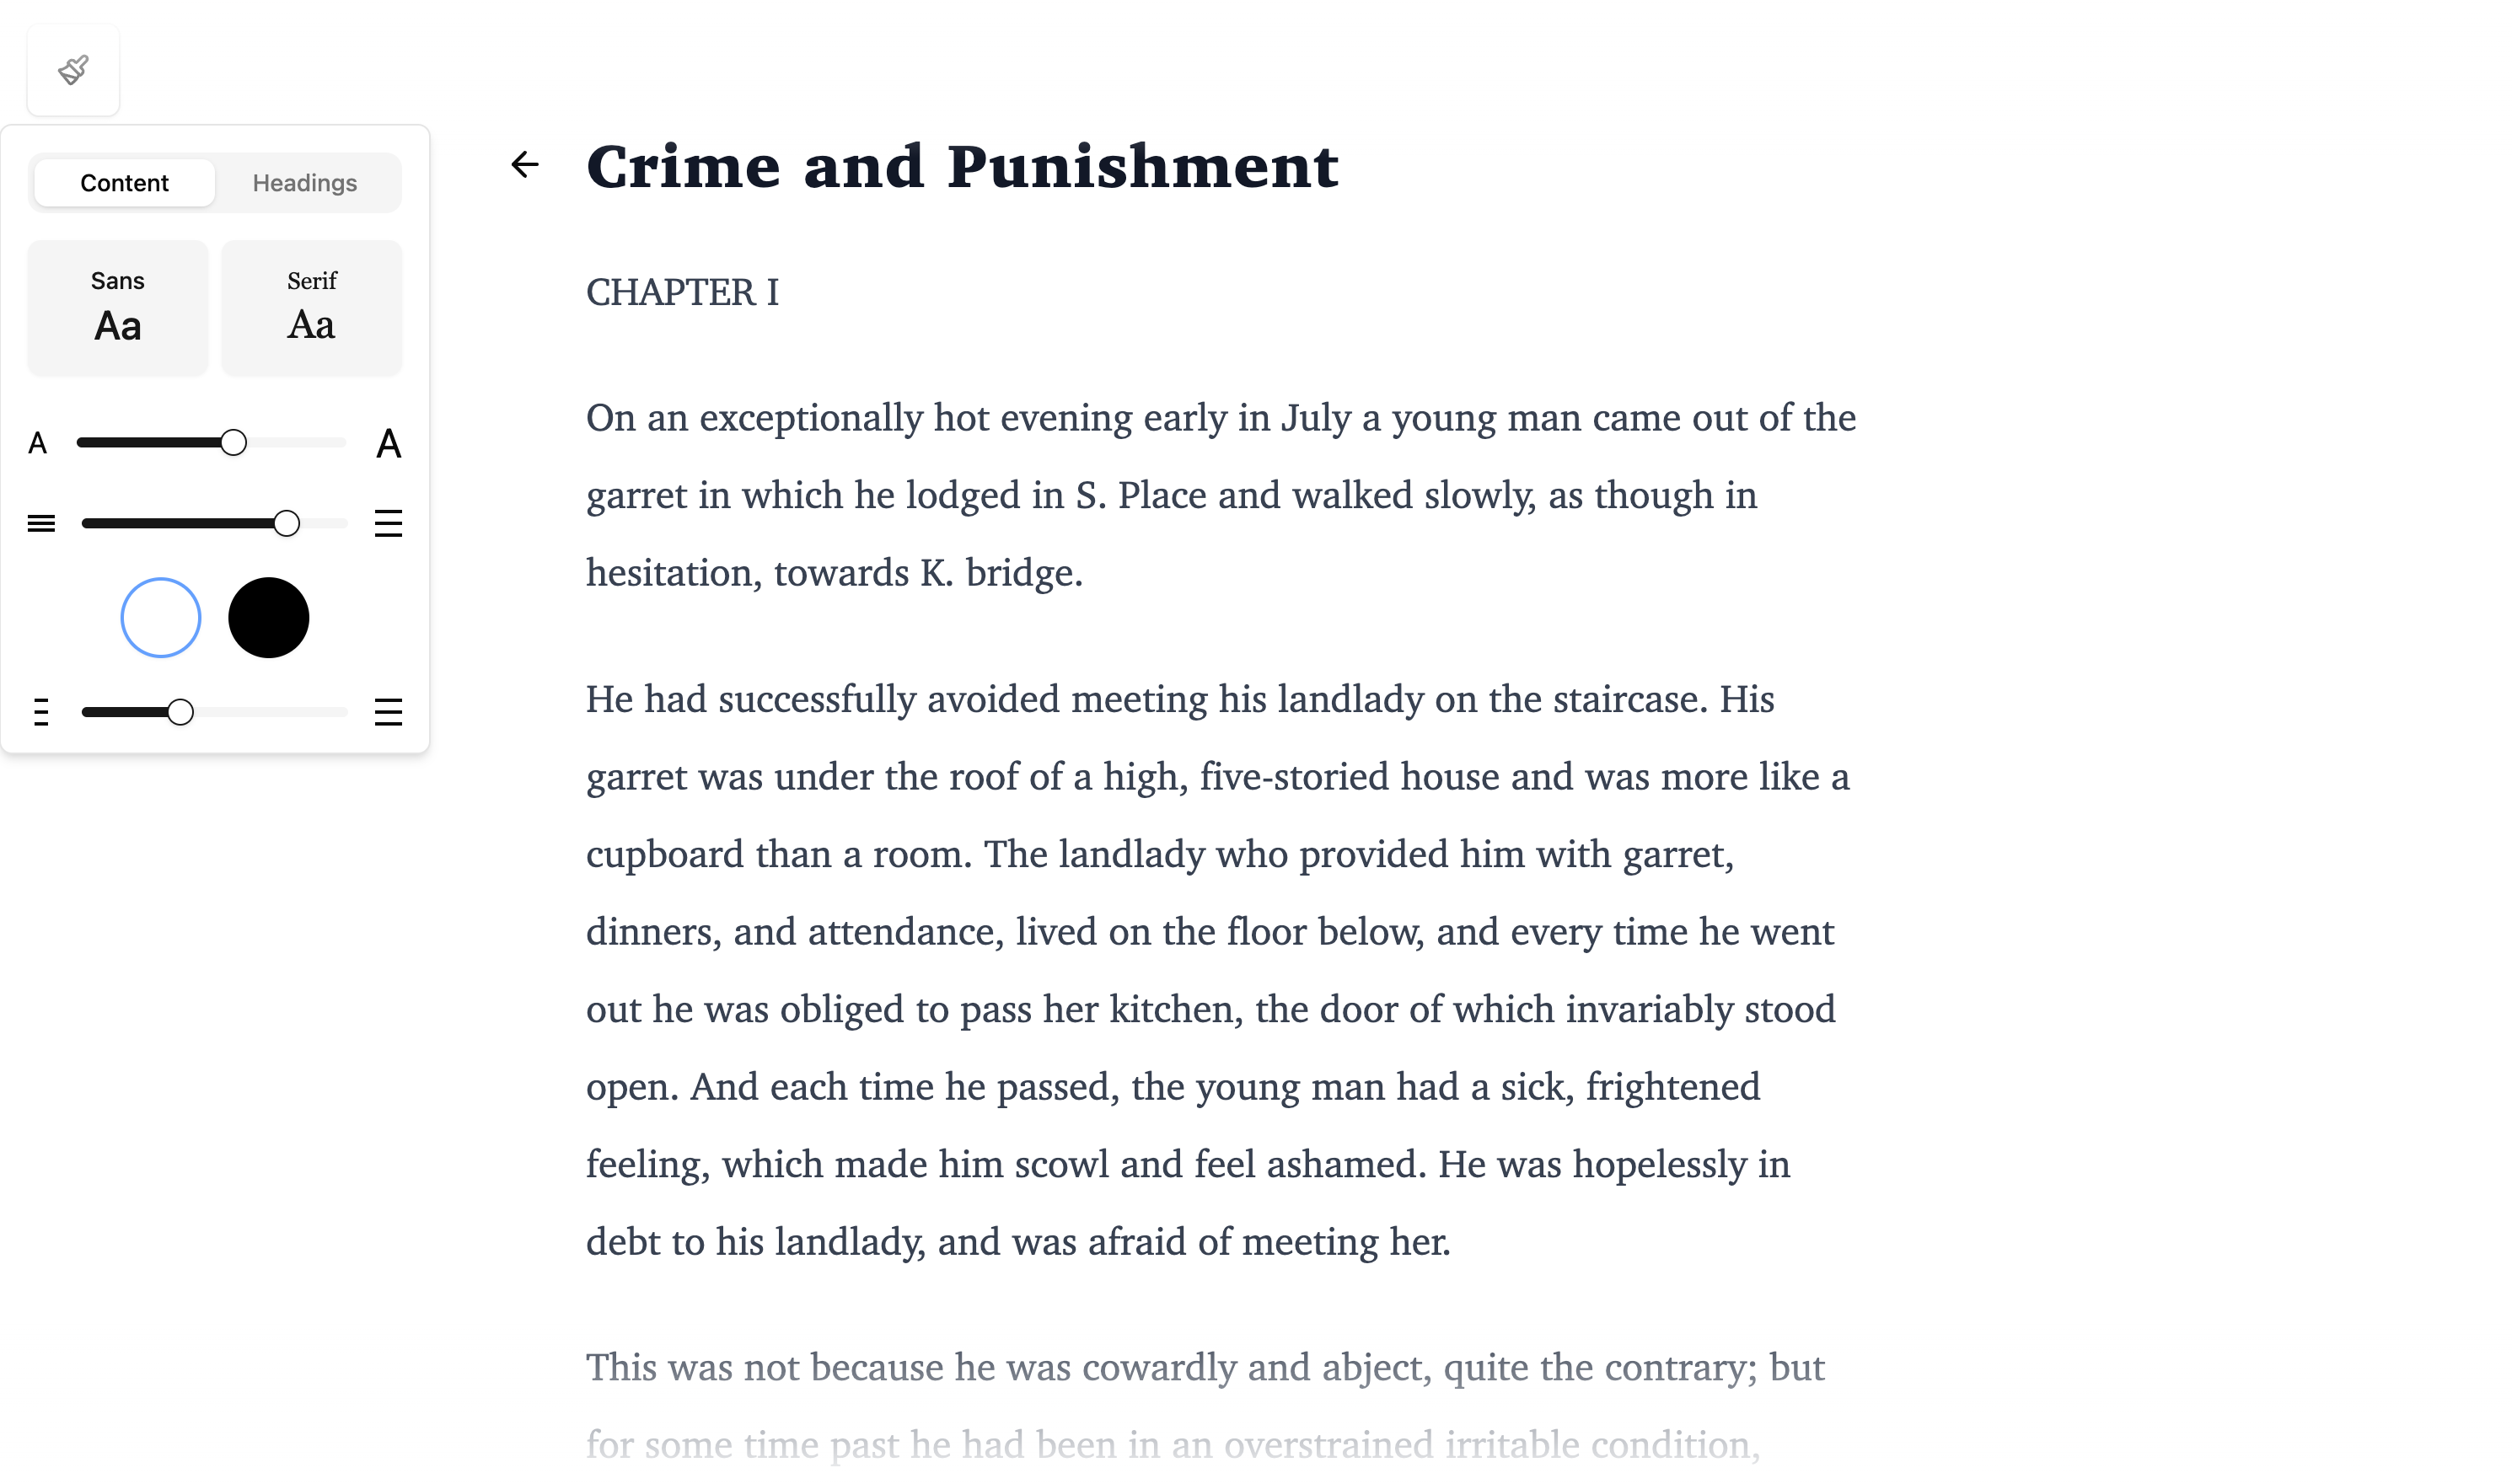 Content
Headings
Sans
Aa
Serif
Aa
A
A
Crime and Punishment
CHAPTER I
On an exceptionally hot evening early in July a young man came out of the
garret in which he lodged in S. Place and walked slowly, as though in
hesitation, towards K. bridge.
He had successfully avoided meeting his landlady on the staircase. His
garret was under the roof of a high, five-storied house and was more like a
cupboard than a room. The landlady who provided him with garret,
dinners, and attendance, lived on the floor below, and every time he went
out he was obliged to pass her kitchen, the door of which invariably stood
open. And each time he passed, the young man had a sick, frightened
feeling, which made him scowl and feel ashamed. He was hopelessly in
debt to his landlady, and was afraid of meeting her.
This was not because he was cowardly and abject, quite the contrary; but
for some time past he had been in an overstrained irritable condition,